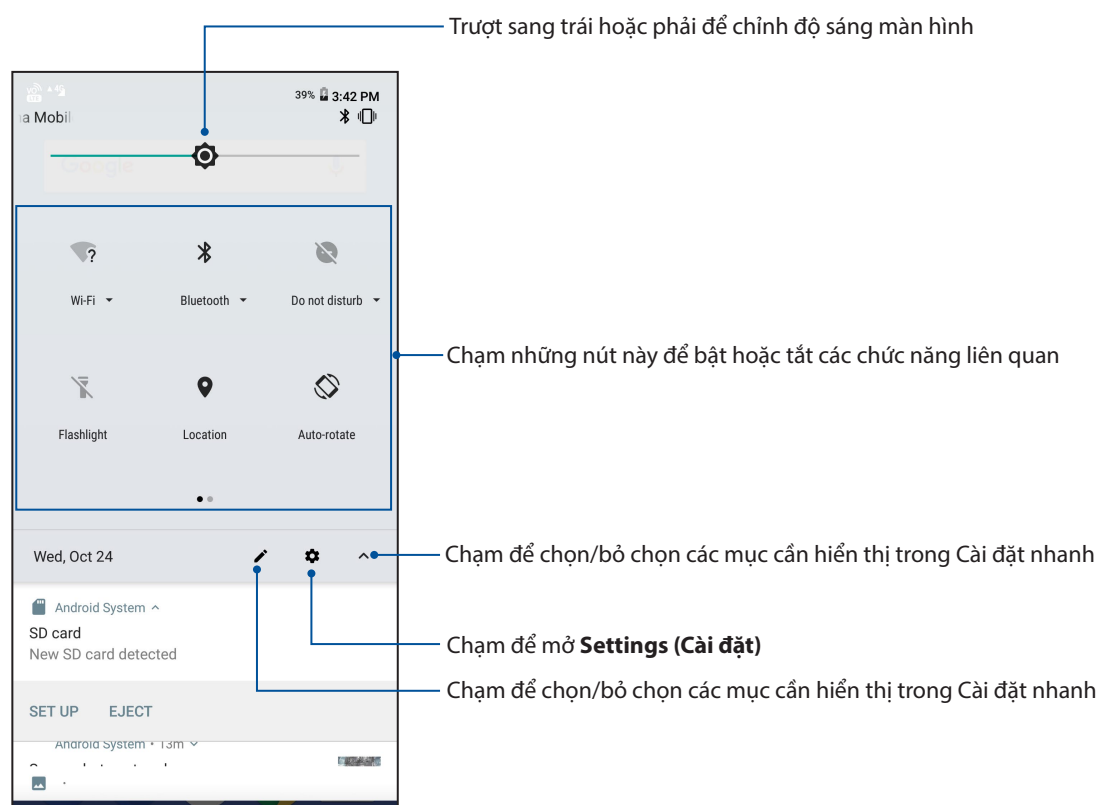 Trượt sang trái hoặc phải để chỉnh độ sáng màn hình
39% 3:42 PM
a Mobil
Google
?
Wi-Fi Bluetooth Do not disturb
Chạm những nút này để bật hoặc tắt các chức năng liên quan
Flashlight Location Auto-rotate
Wed, Oct 24
Chạm để chọn/bỏ chọn các mục cần hiển thị trong Cài đặt nhanh
Android System
SD card
New SD card detected
Chạm để mở Settings (Cài đặt)
Chạm để chọn/bỏ chọn các mục cần hiển thị trong Cài đặt nhanh
SET UP EJECT
Android System • 13m